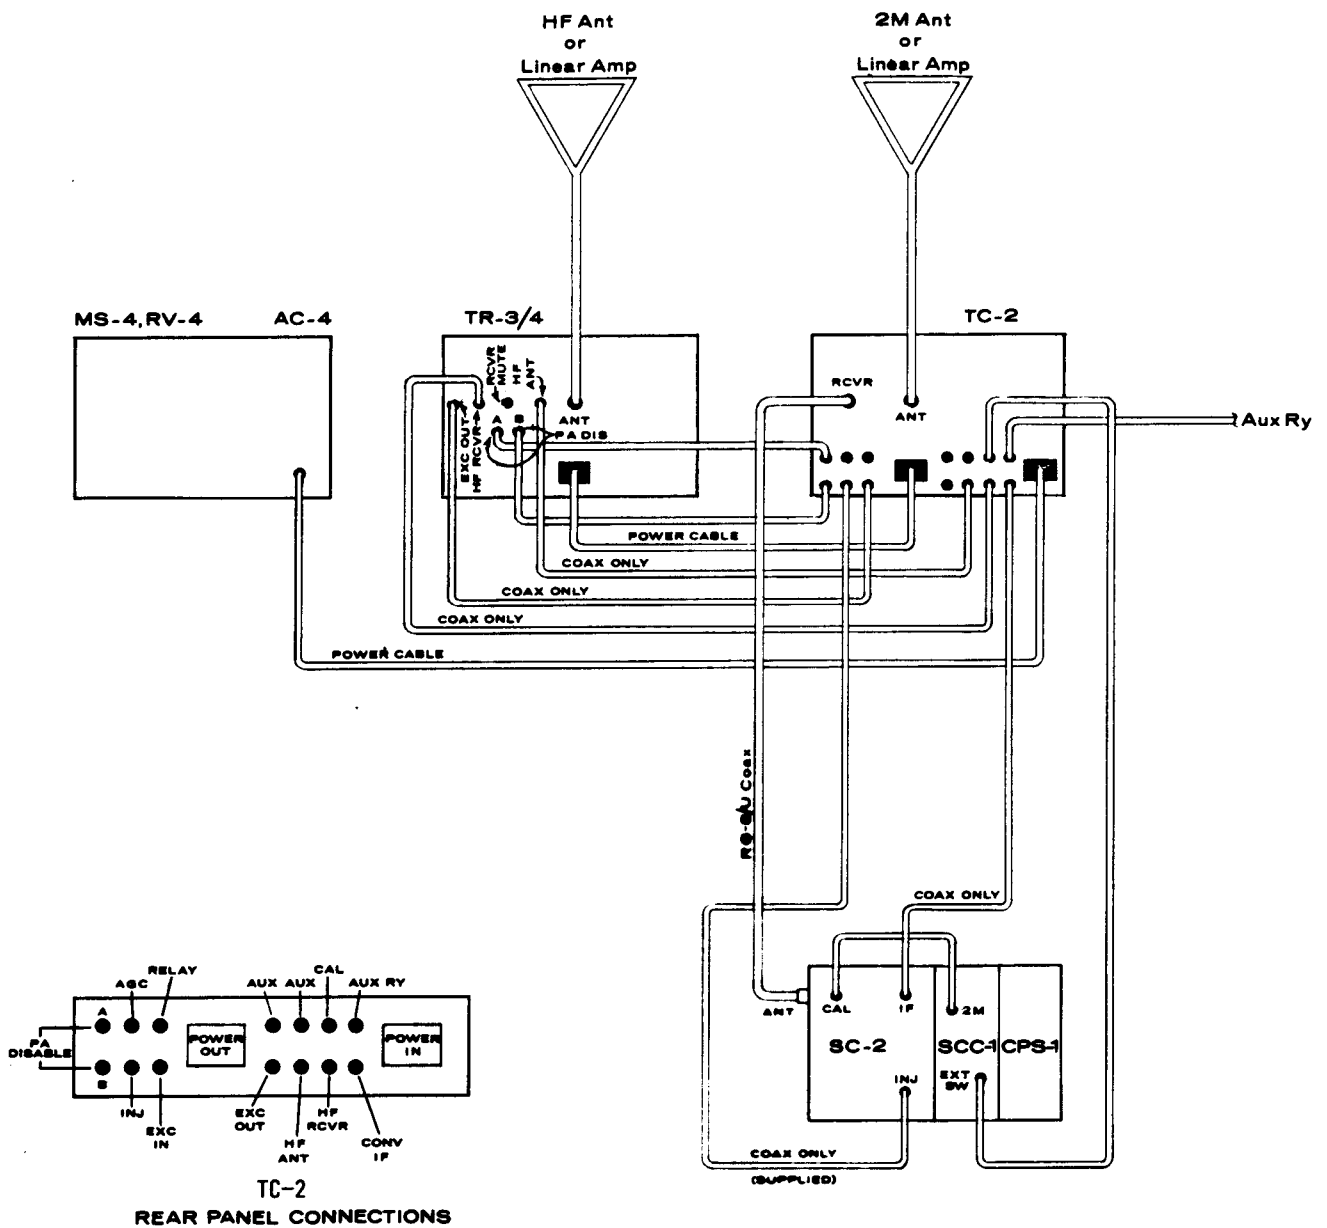 HF Ant
or
Linear Amp
2M Ant
or
Linear Amp
MS-4, RV-4
AC-4
TR-3/4
TC-2
RCVR
MUTE
HF
ANT
EXC OUT
HF RCVR
A
B
ANT
PA DIS
RCVR
ANT
Aux Ry
POWER CABLE
COAX ONLY
COAX ONLY
COAX ONLY
POWER CABLE
RG-8/U Coax
COAX ONLY
ANT
CAL
IF
2M
SC-2
SCC-1
CPS-1
INJ
EXT
SW
COAX ONLY
(SUPPLIED)
RELAY
AGC
CAL
AUX
AUX
AUX RY
A
PA
DISABLE
B
POWER
OUT
POWER
IN
INJ
EXC
IN
EXC
OUT
HF
ANT
HF
RCVR
CONV
IF
TC-2
REAR PANEL CONNECTIONS